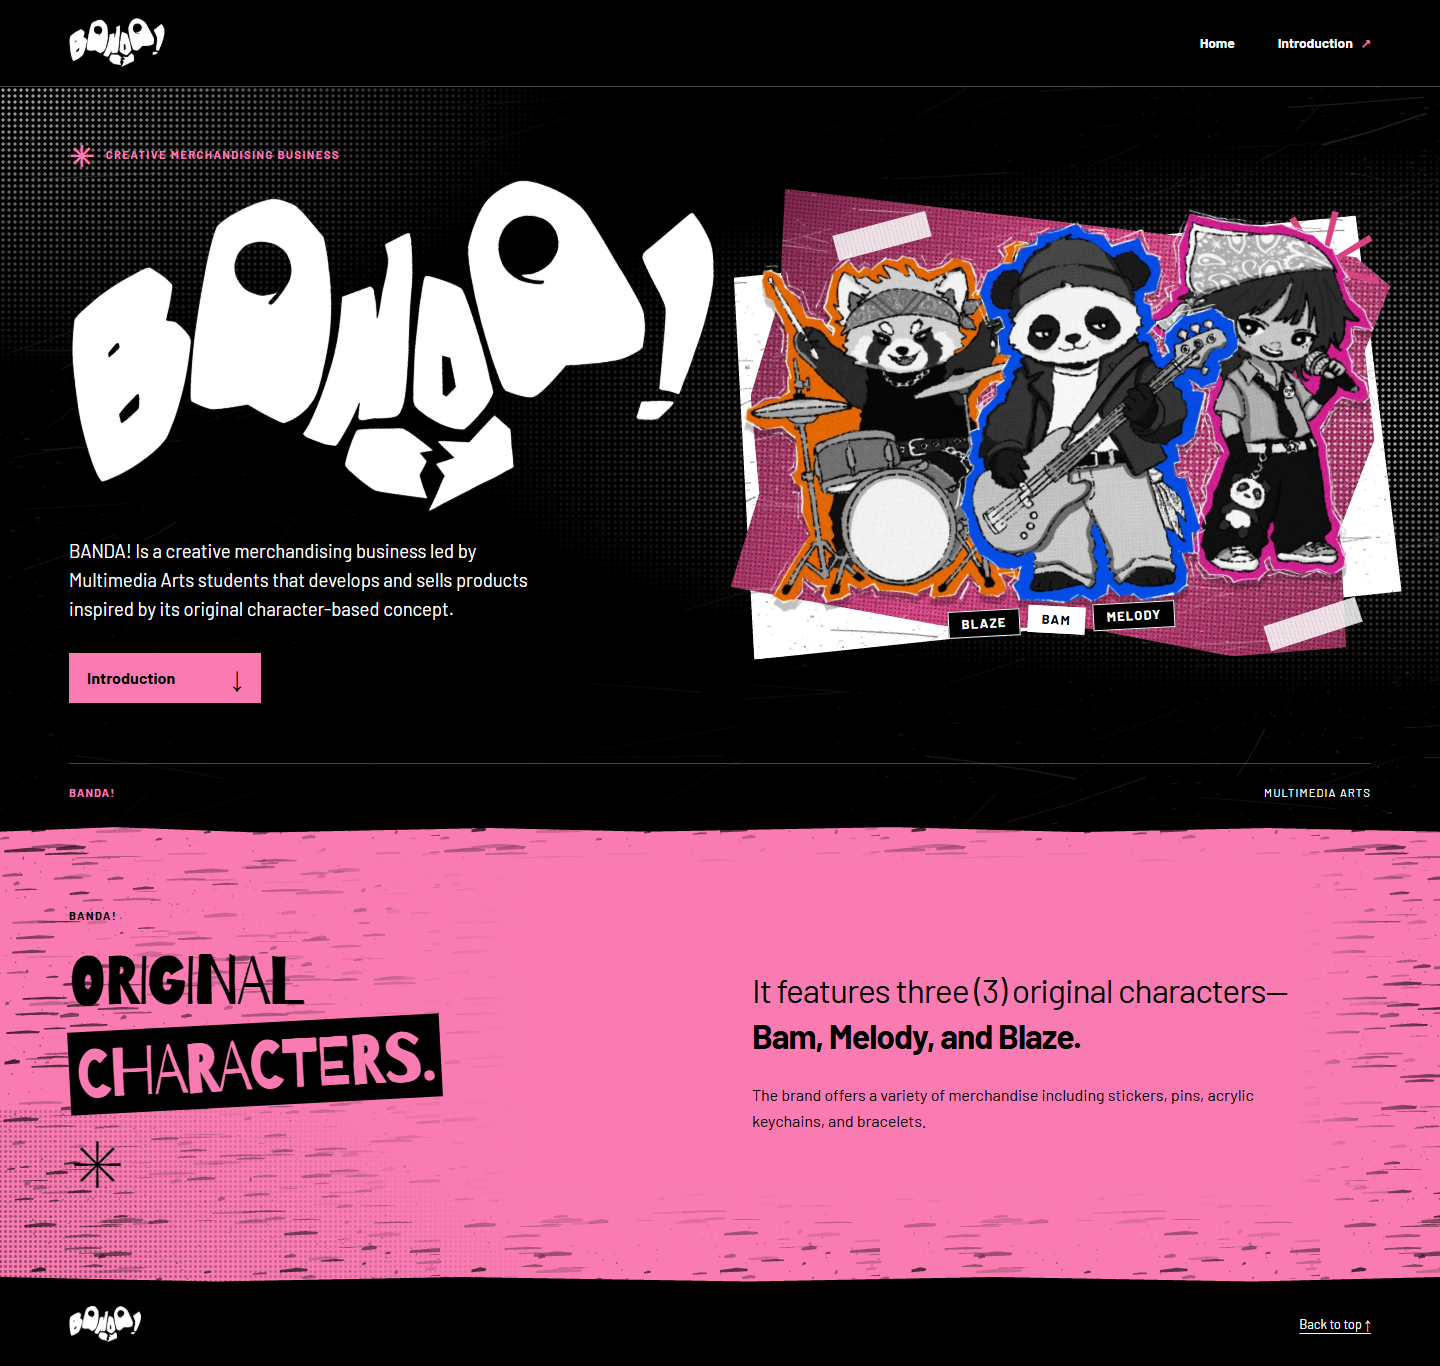 BANDA!
Home
Introduction ↗
CREATIVE MERCHANDISING BUSINESS
BANDA!
BANDA! Is a creative merchandising business led by
Multimedia Arts students that develops and sells products
inspired by its original character-based concept.
Introduction ↓
BLAZE
BAM
MELODY
BANDA!
MULTIMEDIA ARTS
BANDA!
ORIGINAL
CHARACTERS.
It features three (3) original characters—
Bam, Melody, and Blaze.
The brand offers a variety of merchandise including stickers, pins, acrylic
keychains, and bracelets.
BANDA!
Back to top ↑